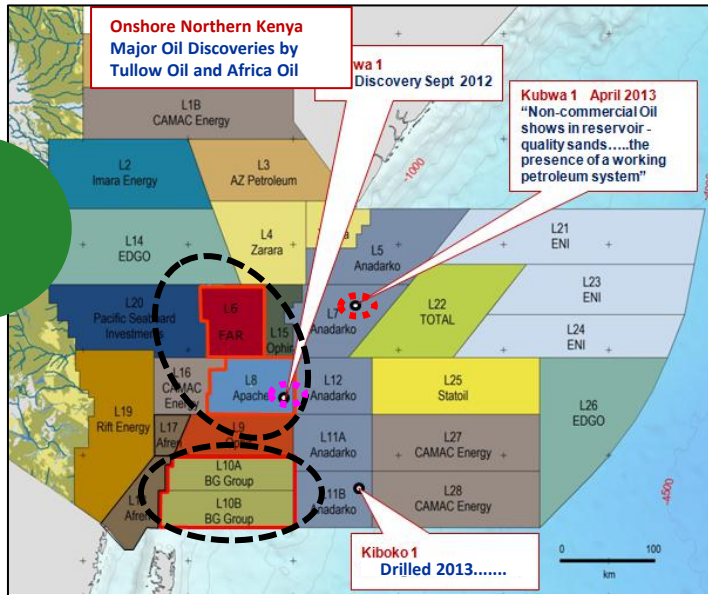 Onshore Northern Kenya
Major Oil Discoveries by
Tullow Oil and Africa Oil
wa 1
Discovery Sept 2012
Kubwa 1 April 2013
“Non-commercial Oil
shows in reservoir -
quality sands…..the
presence of a working
petroleum system”
L1B
CAMAC Energy
-1000
L2
Imara Energy
L3
AZ Petroleum
L4
Zarara
L5
Anadarko
L21
ENI
L14
EDGO
L23
ENI
L20
Pacific Seaboard
Investments
L6
FAR
L15
Ophir
L7
Anadarko
L22
TOTAL
L24
ENI
L16
CAMAC
Energy
L8
Apache
L12
Anadarko
L25
Statoil
L26
EDGO
L19
Rift Energy
L17
Afren
L9
L11A
Anadarko
L27
CAMAC Energy
L10A
BG Group
L10B
BG Group
Afren
L11B
Anadarko
L28
CAMAC Energy
-4500
Kiboko 1
Drilled 2013.......
0 100
km